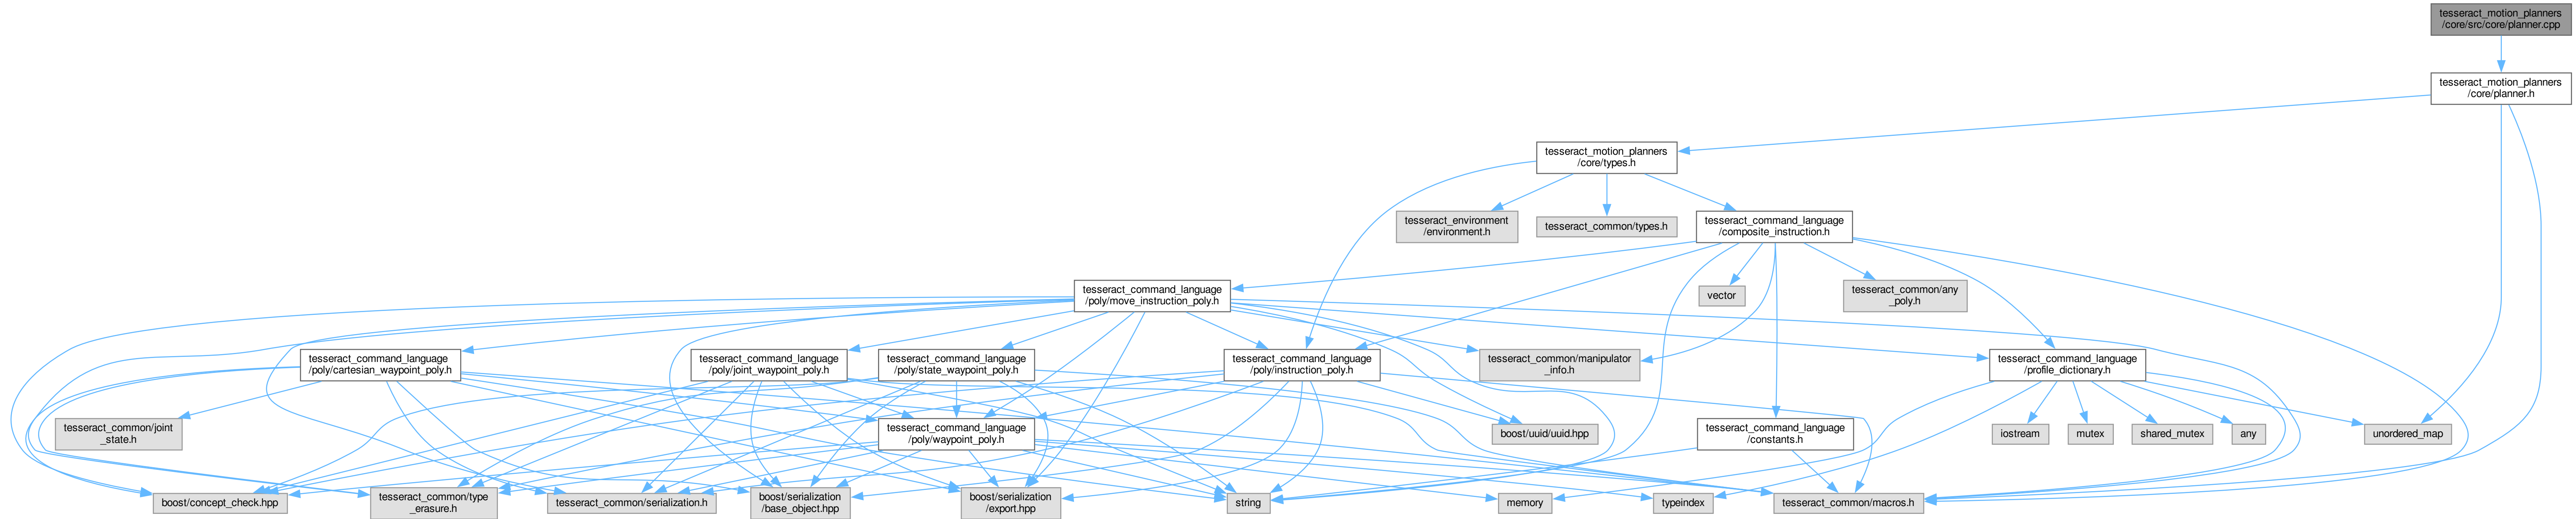 tesseract_motion_planners
/core/src/core/planner.cpp
tesseract_motion_planners
/core/planner.h
tesseract_motion_planners
/core/types.h
tesseract_environment
/environment.h
tesseract_common/types.h
tesseract_command_language
/composite_instruction.h
tesseract_command_language
/poly/move_instruction_poly.h
vector
tesseract_common/any
_poly.h
tesseract_command_language
/poly/cartesian_waypoint_poly.h
tesseract_command_language
/poly/joint_waypoint_poly.h
tesseract_command_language
/poly/state_waypoint_poly.h
tesseract_command_language
/poly/instruction_poly.h
tesseract_common/manipulator
_info.h
tesseract_command_language
/profile_dictionary.h
tesseract_common/joint
_state.h
tesseract_command_language
/poly/waypoint_poly.h
boost/uuid/uuid.hpp
tesseract_command_language
/constants.h
iostream
mutex
shared_mutex
any
unordered_map
boost/concept_check.hpp
tesseract_common/type
_erasure.h
tesseract_common/serialization.h
boost/serialization
/base_object.hpp
boost/serialization
/export.hpp
string
memory
typeindex
tesseract_common/macros.h